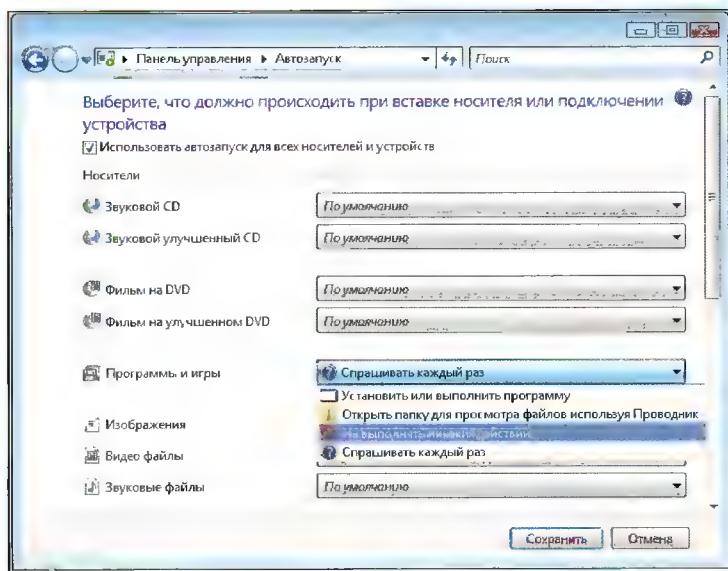 Панель управления ▸ Автозапуск
Поиск
Выберите, что должно происходить при вставке носителя или подключении
устройства
Использовать автозапуск для всех носителей и устройств
Носители
Звуковой CD По умолчанию
Звуковой улучшенный CD По умолчанию
Фильм на DVD По умолчанию
Фильм на улучшенном DVD По умолчанию
Программы и игры Спрашивать каждый раз
Установить или выполнить программу
Открыть папку для просмотра файлов используя Проводник
Изображения
Не выполнять никаких действий
Видео файлы Спрашивать каждый раз
Звуковые файлы По умолчанию
Сохранить Отмена